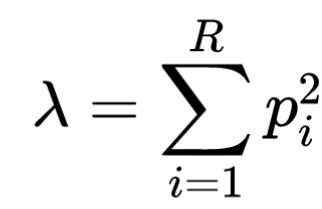 λ = ∑_{i=1}^{R} p_i^2